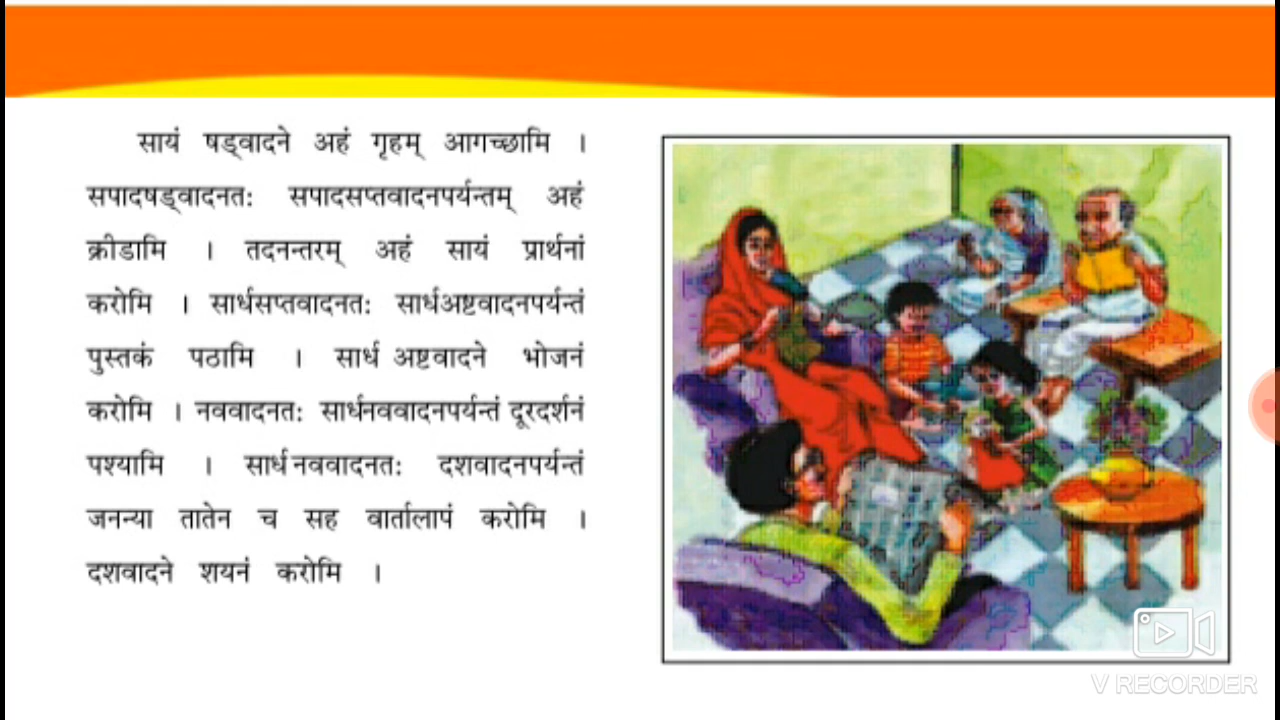 सायं षड्वादने अहं गृहम् आगच्छामि ।
सपादषड्वादनतः सपादसप्तवादनपर्यन्तम् अहं
क्रीडामि । तदनन्तरम् अहं सायं प्रार्थनां
करोमि । सार्धसप्तवादनतः सार्धअष्टवादनपर्यन्तं
पुस्तकं पठामि । सार्ध अष्टवादने भोजनं
करोमि । नववादनतः सार्धनववादनपर्यन्तं दूरदर्शनं
पश्यामि । सार्धनववादनतः दशवादनपर्यन्तं
जनन्या तातेन च सह वार्तालापं करोमि ।
दशवादने शयनं करोमि ।
V RECORDER